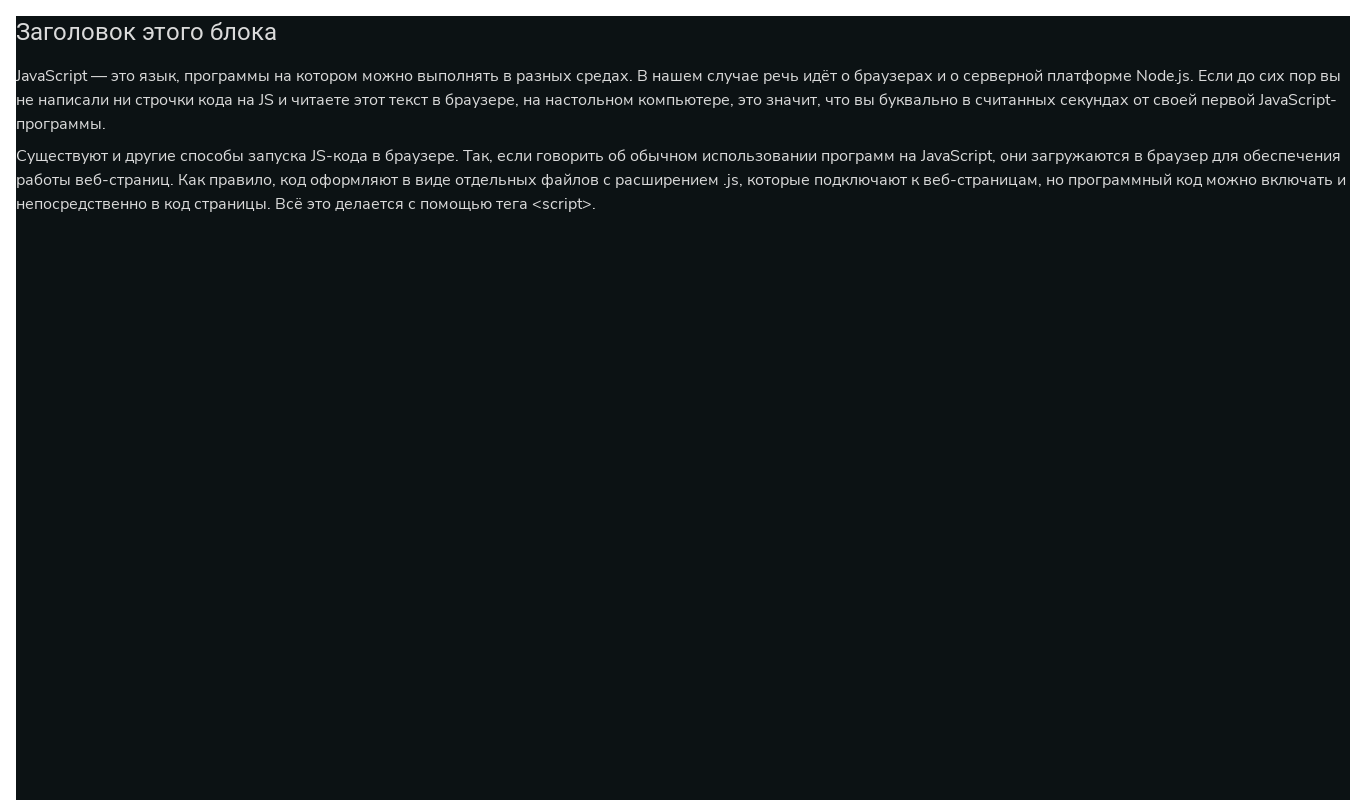 Заголовок этого блока
JavaScript — это язык, программы на котором можно выполнять в разных средах. В нашем случае речь идёт о браузерах и о серверной платформе Node.js. Если до сих пор вы
не написали ни строчки кода на JS и читаете этот текст в браузере, на настольном компьютере, это значит, что вы буквально в считанных секундах от своей первой JavaScript-
программы.
Существуют и другие способы запуска JS-кода в браузере. Так, если говорить об обычном использовании программ на JavaScript, они загружаются в браузер для обеспечения
работы веб-страниц. Как правило, код оформляют в виде отдельных файлов с расширением .js, которые подключают к веб-страницам, но программный код можно включать и
непосредственно в код страницы. Всё это делается с помощью тега <script>.